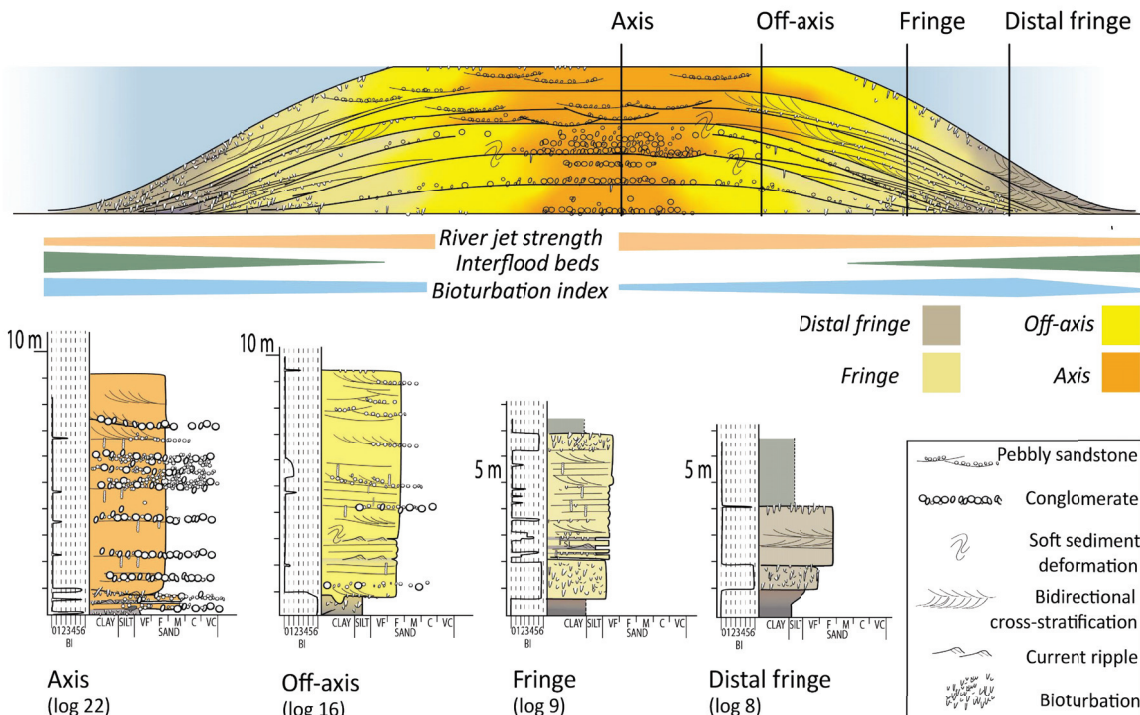 Axis Off-axis Fringe Distal fringe
River jet strength
Interflood beds
Bioturbation index
Distal fringe Off-axis
Fringe Axis
10 m
0123456
BI
CLAY SILT VF F M C VC
SAND
Axis
(log 22)
10 m
0123456
BI
CLAY SILT VF F M C VC
SAND
Off-axis
(log 16)
5 m
0123456
BI
CLAY SILT VF F M C VC
SAND
Fringe
(log 9)
5 m
0123456
BI
CLAY SILT VF F M C VC
SAND
Distal fringe
(log 8)
Pebbly sandstone
Conglomerate
Soft sediment
deformation
Bidirectional
cross-stratification
Current ripple
Bioturbation